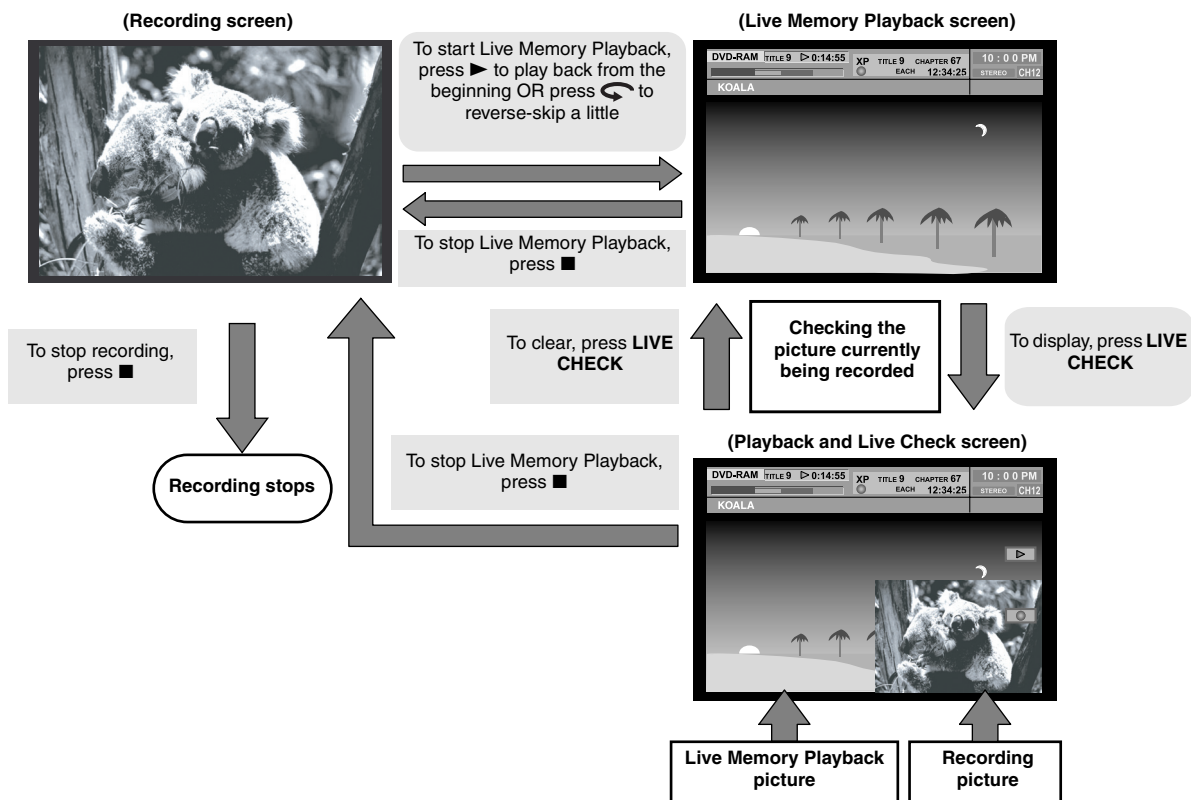 (Recording screen)
To start Live Memory Playback,
press ► to play back from the
beginning OR press to
reverse-skip a little
(Live Memory Playback screen)
DVD-RAM TITLE 9 ▷ 0:14:55 XP TITLE 9 CHAPTER 67 10:00 PM
EACH 12:34:25 STEREO CH12
KOALA
To stop Live Memory Playback,
press ■
To stop recording,
press ■
Recording stops
To clear, press LIVE
CHECK
Checking the
picture currently
being recorded
To display, press LIVE
CHECK
To stop Live Memory Playback,
press ■
(Playback and Live Check screen)
DVD-RAM TITLE 9 ▷ 0:14:55 XP TITLE 9 CHAPTER 67 10:00 PM
EACH 12:34:25 STEREO CH12
KOALA
Live Memory Playback
picture
Recording
picture